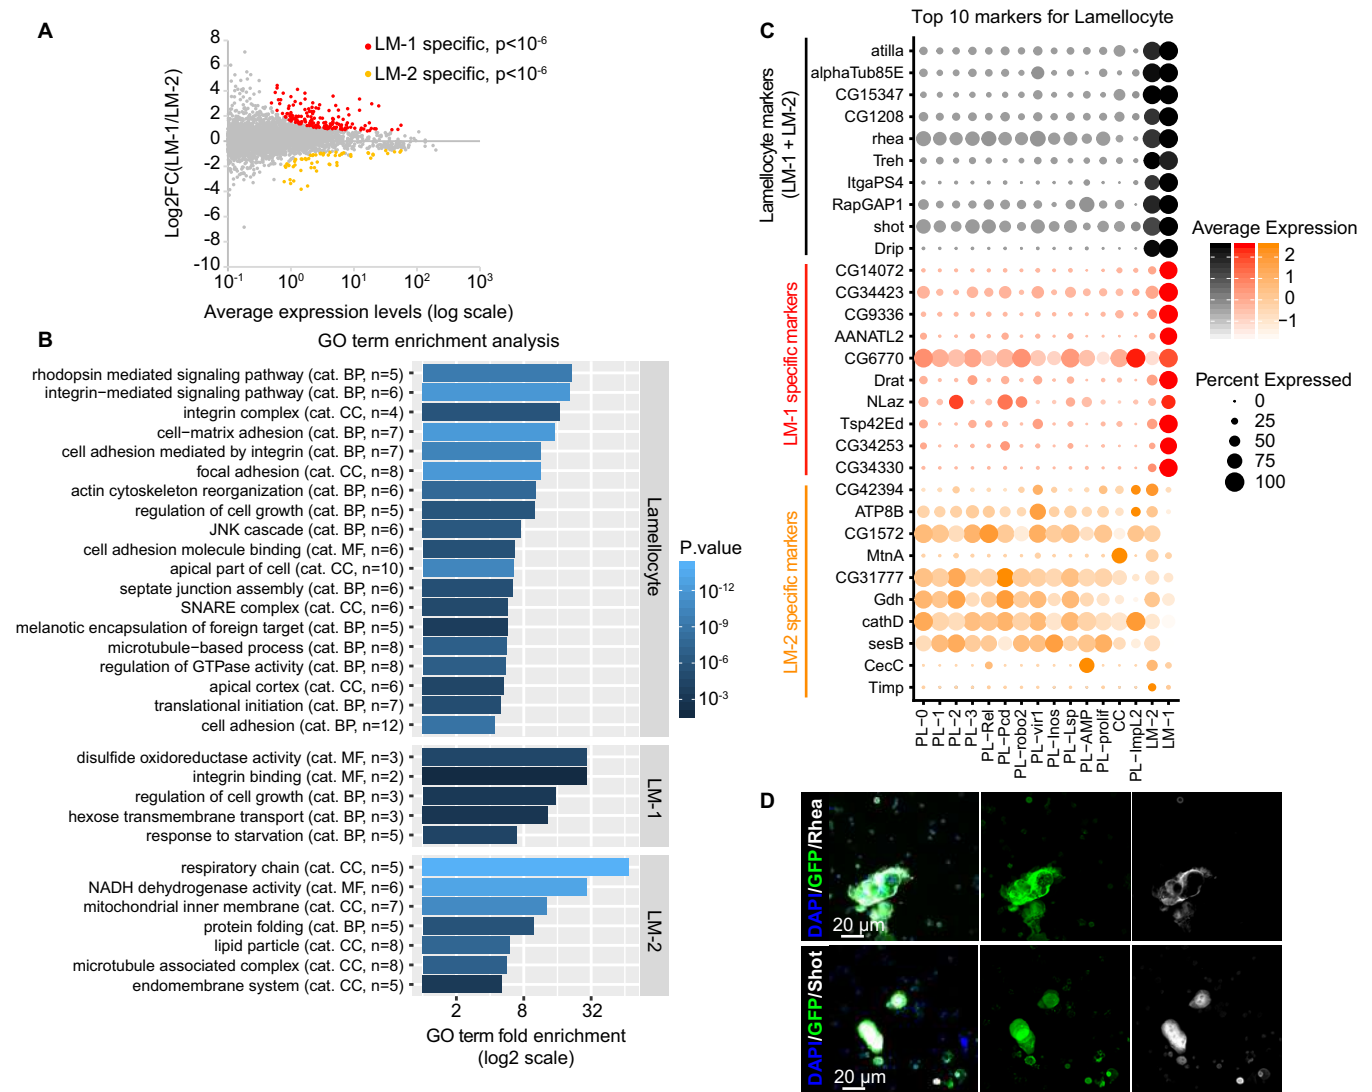 A
8
6
4
2
0
-2
-4
-6
-8
-10
Log2FC(LM-1/LM-2)
LM-1 specific, p<10-6
LM-2 specific, p<10-6
10-1
100
101
102
103
Average expression levels (log scale)
B
GO term enrichment analysis
rhodopsin mediated signaling pathway (cat. BP, n=5)
integrin−mediated signaling pathway (cat. BP, n=6)
integrin complex (cat. CC, n=4)
cell−matrix adhesion (cat. BP, n=7)
cell adhesion mediated by integrin (cat. BP, n=7)
focal adhesion (cat. CC, n=8)
actin cytoskeleton reorganization (cat. BP, n=6)
regulation of cell growth (cat. BP, n=5)
JNK cascade (cat. BP, n=6)
cell adhesion molecule binding (cat. MF, n=6)
apical part of cell (cat. CC, n=10)
septate junction assembly (cat. BP, n=6)
SNARE complex (cat. CC, n=6)
melanotic encapsulation of foreign target (cat. BP, n=5)
microtubule−based process (cat. BP, n=8)
regulation of GTPase activity (cat. BP, n=8)
apical cortex (cat. CC, n=6)
translational initiation (cat. BP, n=7)
cell adhesion (cat. BP, n=12)
Lamellocyte
disulfide oxidoreductase activity (cat. MF, n=3)
integrin binding (cat. MF, n=2)
regulation of cell growth (cat. BP, n=3)
hexose transmembrane transport (cat. BP, n=3)
response to starvation (cat. BP, n=5)
LM-1
respiratory chain (cat. CC, n=5)
NADH dehydrogenase activity (cat. MF, n=6)
mitochondrial inner membrane (cat. CC, n=7)
protein folding (cat. BP, n=5)
lipid particle (cat. CC, n=8)
microtubule associated complex (cat. CC, n=8)
endomembrane system (cat. CC, n=5)
LM-2
2
8
32
GO term fold enrichment
(log2 scale)
P.value
10-12
10-9
10-6
10-3
C
Top 10 markers for Lamellocyte
Lamellocyte markers
(LM-1 + LM-2)
atilla
alphaTub85E
CG15347
CG1208
rhea
Treh
ItgaPS4
RapGAP1
shot
Drip
LM-1 specific markers
CG14072
CG34423
CG9336
AANATL2
CG6770
Drat
NLaz
Tsp42Ed
CG34253
CG34330
LM-2 specific markers
CG42394
ATP8B
CG1572
MtnA
CG31777
Gdh
cathD
sesB
CecC
Timp
PL-0
PL-1
PL-2
PL-3
PL-Rel
PL-Pcd
PL-robo2
PL-vir1
PL-Inos
PL-Lsp
PL-AMP
PL-prolif
CC
PL-ImpL2
LM-2
LM-1
Average Expression
2
1
0
−1
Percent Expressed
0
25
50
75
100
D
DAPI/GFP/Rhea
20 µm
DAPI/GFP/Shot
20 µm